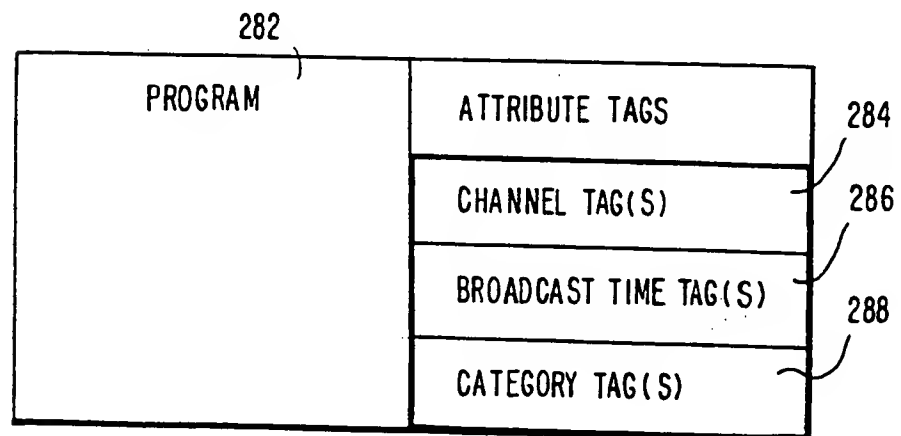 282
PROGRAM
ATTRIBUTE TAGS
284
CHANNEL TAG(S)
286
BROADCAST TIME TAG(S)
288
CATEGORY TAG(S)